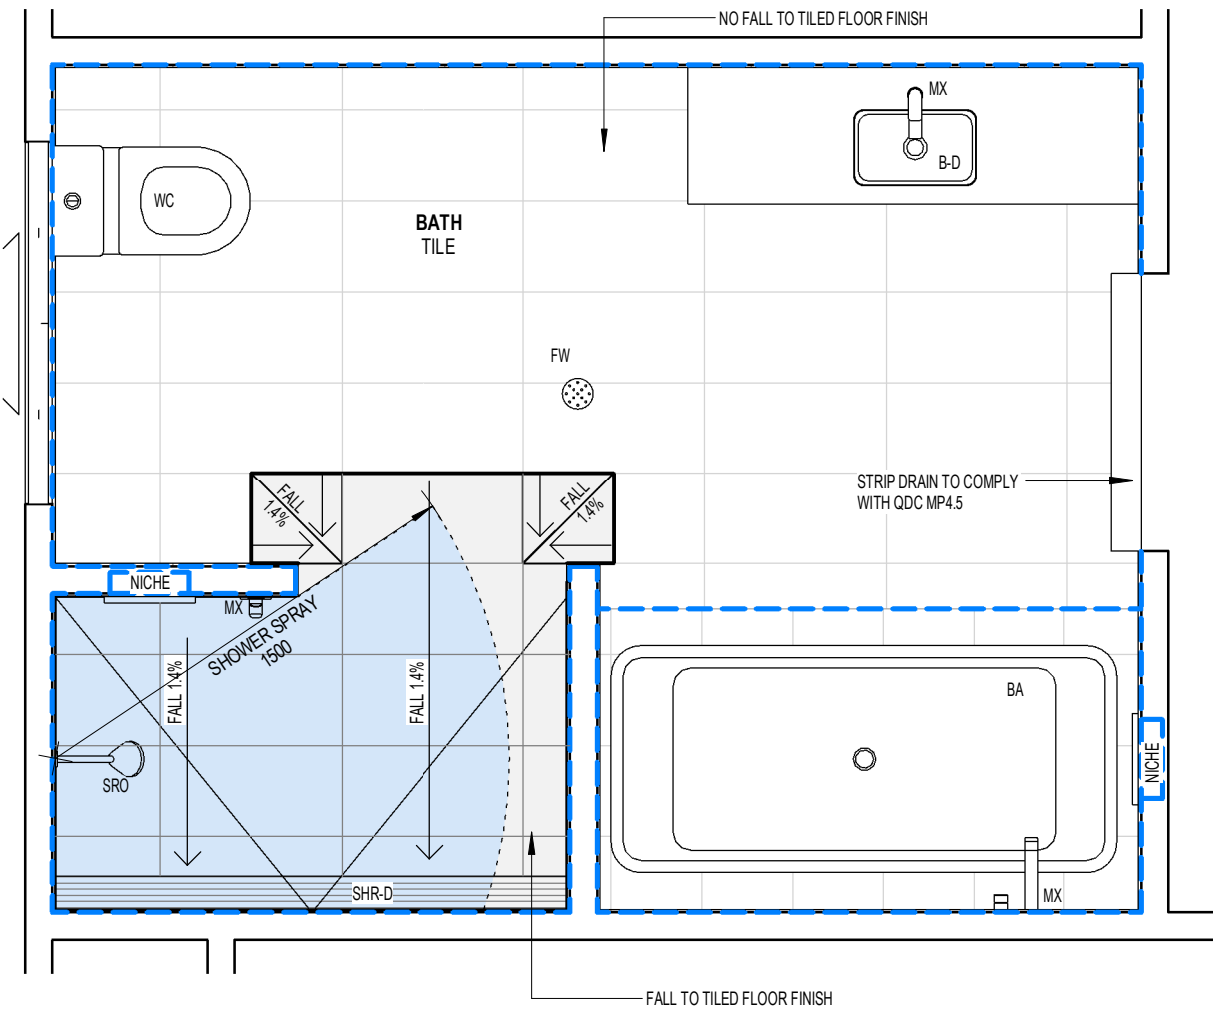 NO FALL TO TILED FLOOR FINISH
MX
B-D
WC
BATH
TILE
FW
STRIP DRAIN TO COMPLY
WITH QDC MP4.5
FALL
1.4%
FALL
1.4%
NICHE
MX
SHOWER SPRAY
1500
FALL 1.4%
FALL 1.4%
BA
NICHE
SRO
SHR-D
MX
FALL TO TILED FLOOR FINISH